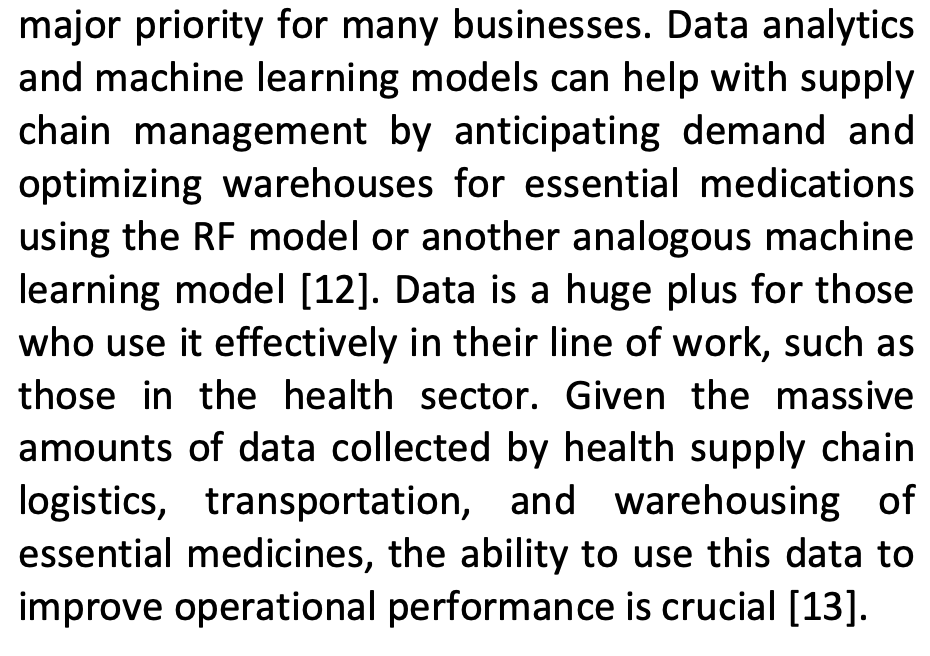 major priority for many businesses. Data analytics
and machine learning models can help with supply
chain management by anticipating demand and
optimizing warehouses for essential medications
using the RF model or another analogous machine
learning model [12]. Data is a huge plus for those
who use it effectively in their line of work, such as
those in the health sector. Given the massive
amounts of data collected by health supply chain
logistics, transportation, and warehousing of
essential medicines, the ability to use this data to
improve operational performance is crucial [13].